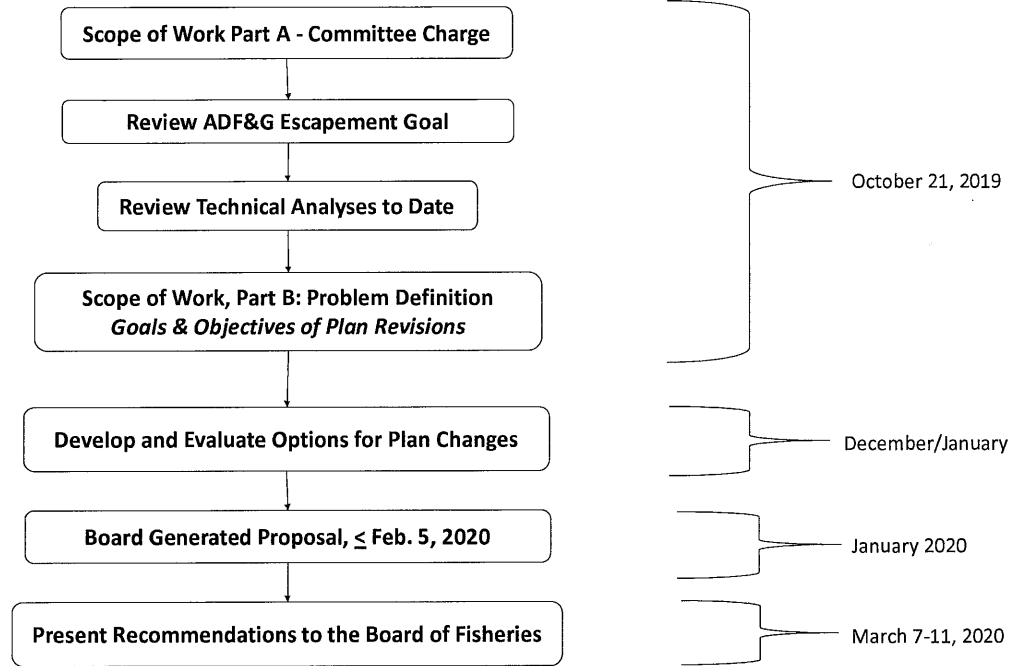 Scope of Work Part A - Committee Charge
Review ADF&G Escapement Goal
Review Technical Analyses to Date
October 21, 2019
Scope of Work, Part B: Problem Definition
Goals & Objectives of Plan Revisions
Develop and Evaluate Options for Plan Changes
December/January
Board Generated Proposal, ≤ Feb. 5, 2020
January 2020
Present Recommendations to the Board of Fisheries
March 7-11, 2020